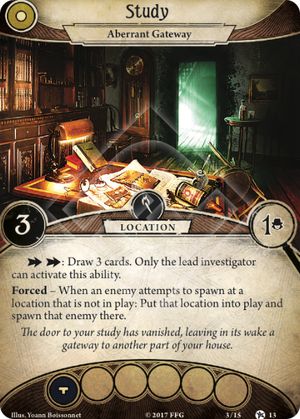 Study
Aberrant Gateway
3
1
LOCATION
: Draw 3 cards. Only the lead investigator
can activate this ability.
Forced – When an enemy attempts to spawn at a
location that is not in play: Put that location into play and
spawn that enemy there.
The door to your study has vanished, leaving in its wake a
gateway to another part of your house.
Illus. Yoann Boissonnet
© 2017 FFG
3/15
13